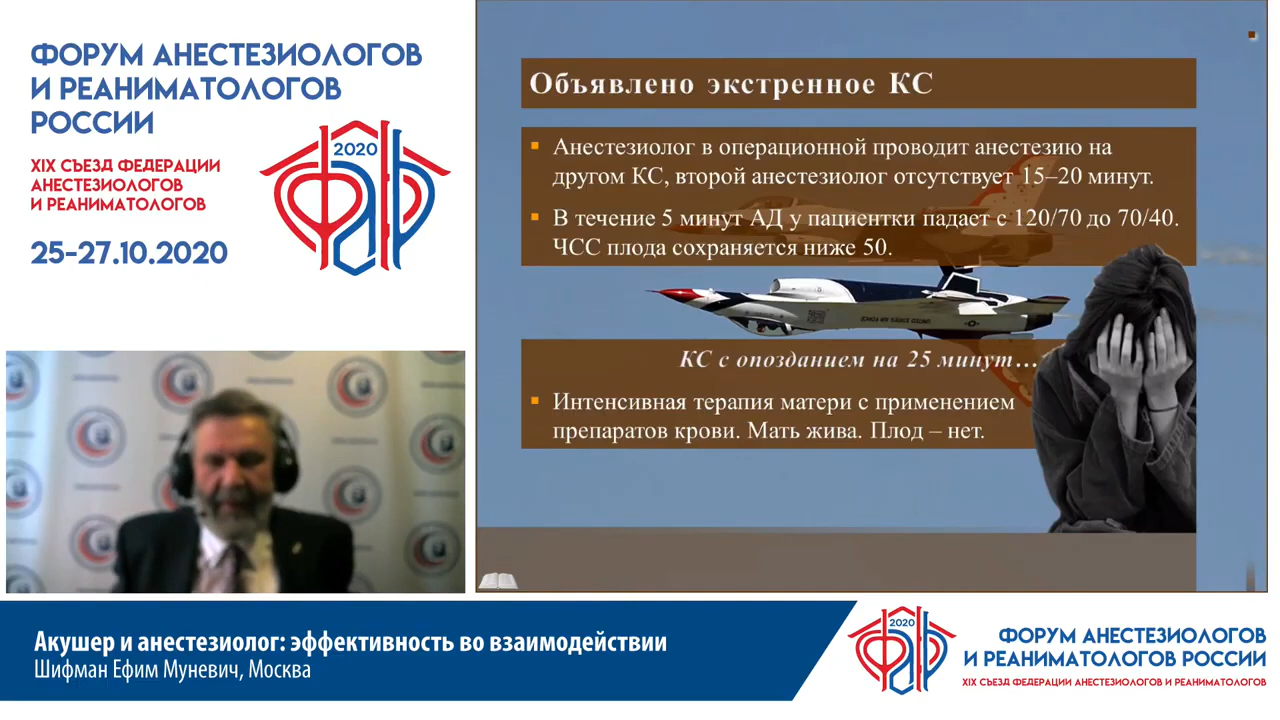 ФОРУМ АНЕСТЕЗИОЛОГОВ
И РЕАНИМАТОЛОГОВ
РОССИИ
XIX СЪЕЗД ФЕДЕРАЦИИ
АНЕСТЕЗИОЛОГОВ
И РЕАНИМАТОЛОГОВ
2020
25-27.10.2020
Объявлено экстренное КС
Анестезиолог в операционной проводит анестезию на
другом КС, второй анестезиолог отсутствует 15–20 минут.
В течение 5 минут АД у пациентки падает с 120/70 до 70/40.
ЧСС плода сохраняется ниже 50.
UNITED STATES AIR FORCE
КС с опозданием на 25 минут…
Интенсивная терапия матери с применением
препаратов крови. Мать жива. Плод – нет.
Акушер и анестезиолог: эффективность во взаимодействии
Шифман Ефим Муневич, Москва
2020
ФОРУМ АНЕСТЕЗИОЛОГОВ
И РЕАНИМАТОЛОГОВ РОССИИ
XIX СЪЕЗД ФЕДЕРАЦИИ АНЕСТЕЗИОЛОГОВ И РЕАНИМАТОЛОГОВ